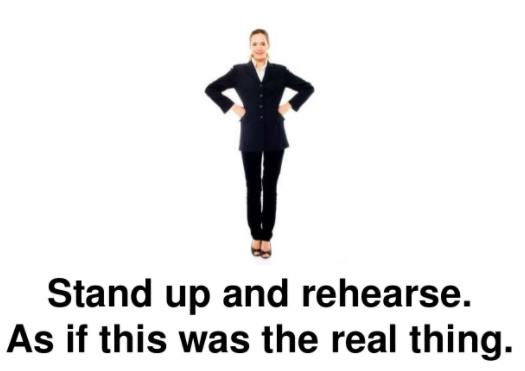 Stand up and rehearse.
As if this was the real thing.